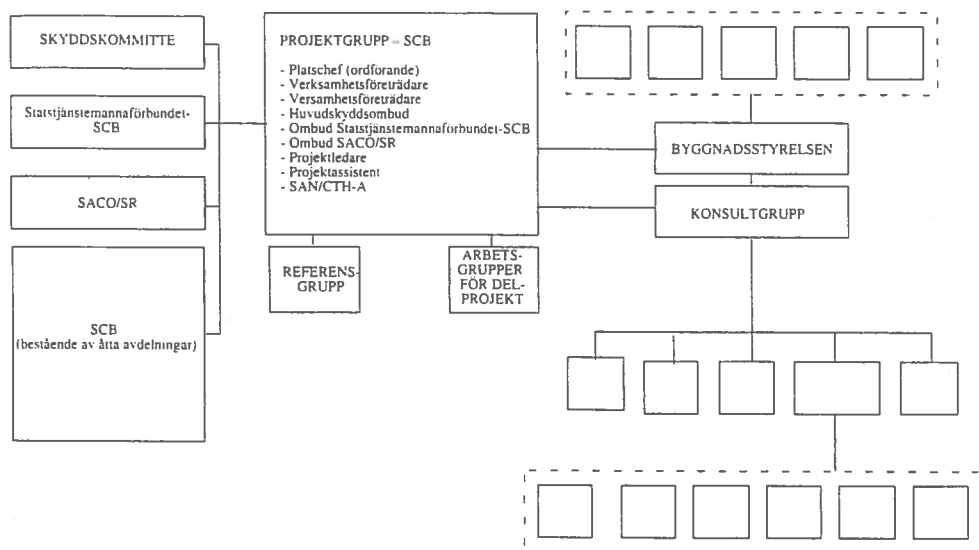 SKYDDSKOMMITTE
Statstjänstemannaförbundet-
SCB
SACO/SR
SCB
(bestående av åtta avdelningar)
PROJEKTGRUPP – SCB
- Platschef (ordförande)
- Verksamhetsföreträdare
- Versamhetsföreträdare
- Huvudskyddsombud
- Ombud Statstjänstemannaförbundet-SCB
- Ombud SACO/SR
- Projektledare
- Projektassistent
- SAN/CTH-A
REFERENS-
GRUPP
ARBETS-
GRUPPER
FÖR DEL-
PROJEKT
BYGGNADSSTYRELSEN
KONSULTGRUPP